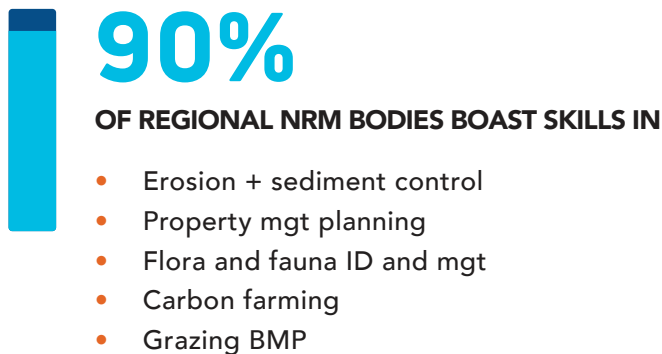 90%
OF REGIONAL NRM BODIES BOAST SKILLS IN
• Erosion + sediment control
• Property mgt planning
• Flora and fauna ID and mgt
• Carbon farming
• Grazing BMP